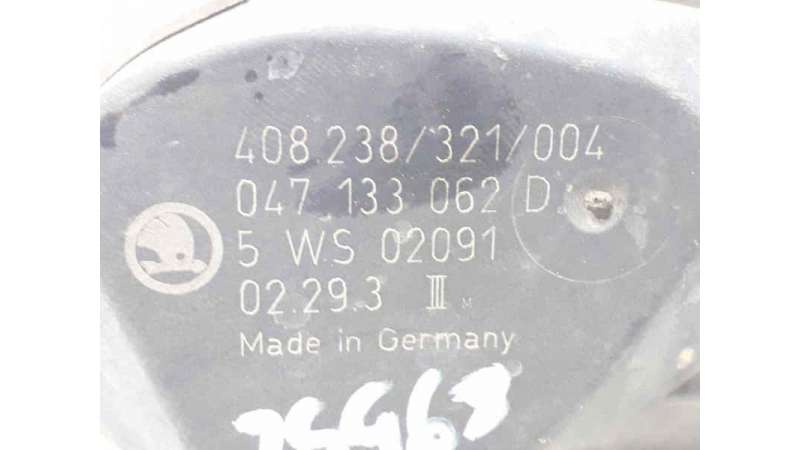 408.238/321/004
047 133 062 D
5 WS 02091
02.29.3 III M
Made in Germany